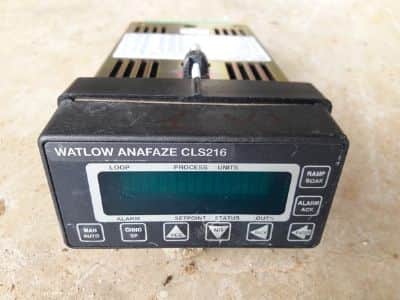 WATLOW ANAFAZE CLS216
LOOP PROCESS UNITS
RAMP
SOAK
ALARM
ACK
ALARM SETPOINT STATUS OUT%
MAN
AUTO
CHNG
SP
YES
NO
BACK
ENTER